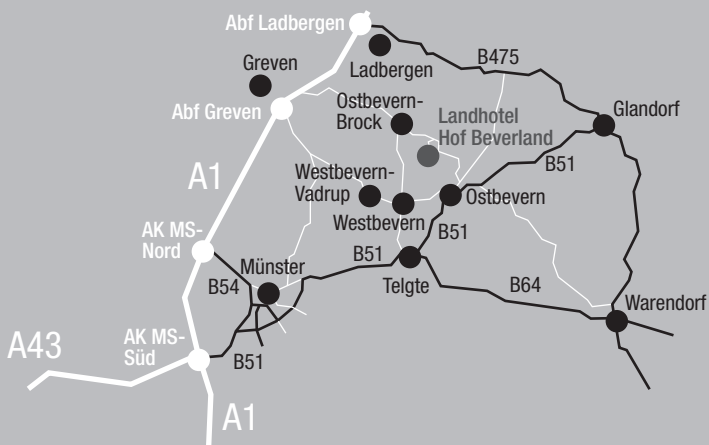 Abf Ladbergen
Greven
Ladbergen
B475
Abf Greven
Ostbevern-
Brock
Landhotel
Hof Beverland
Glandorf
A1
B51
Westbevern-
Vadrup
Ostbevern
Westbevern
AK MS-
Nord
B51
Münster
B51
Telgte
B54
B64
Warendorf
A43
AK MS-
Süd
B51
A1